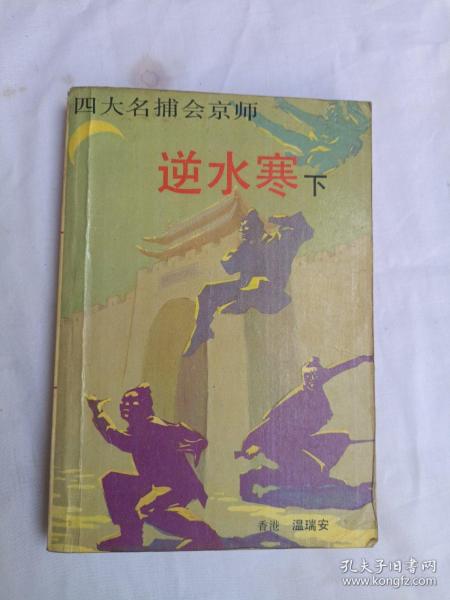 四大名捕会京师
逆水寒下
香港 温瑞安
孔夫子旧书网
www.kongfz.com